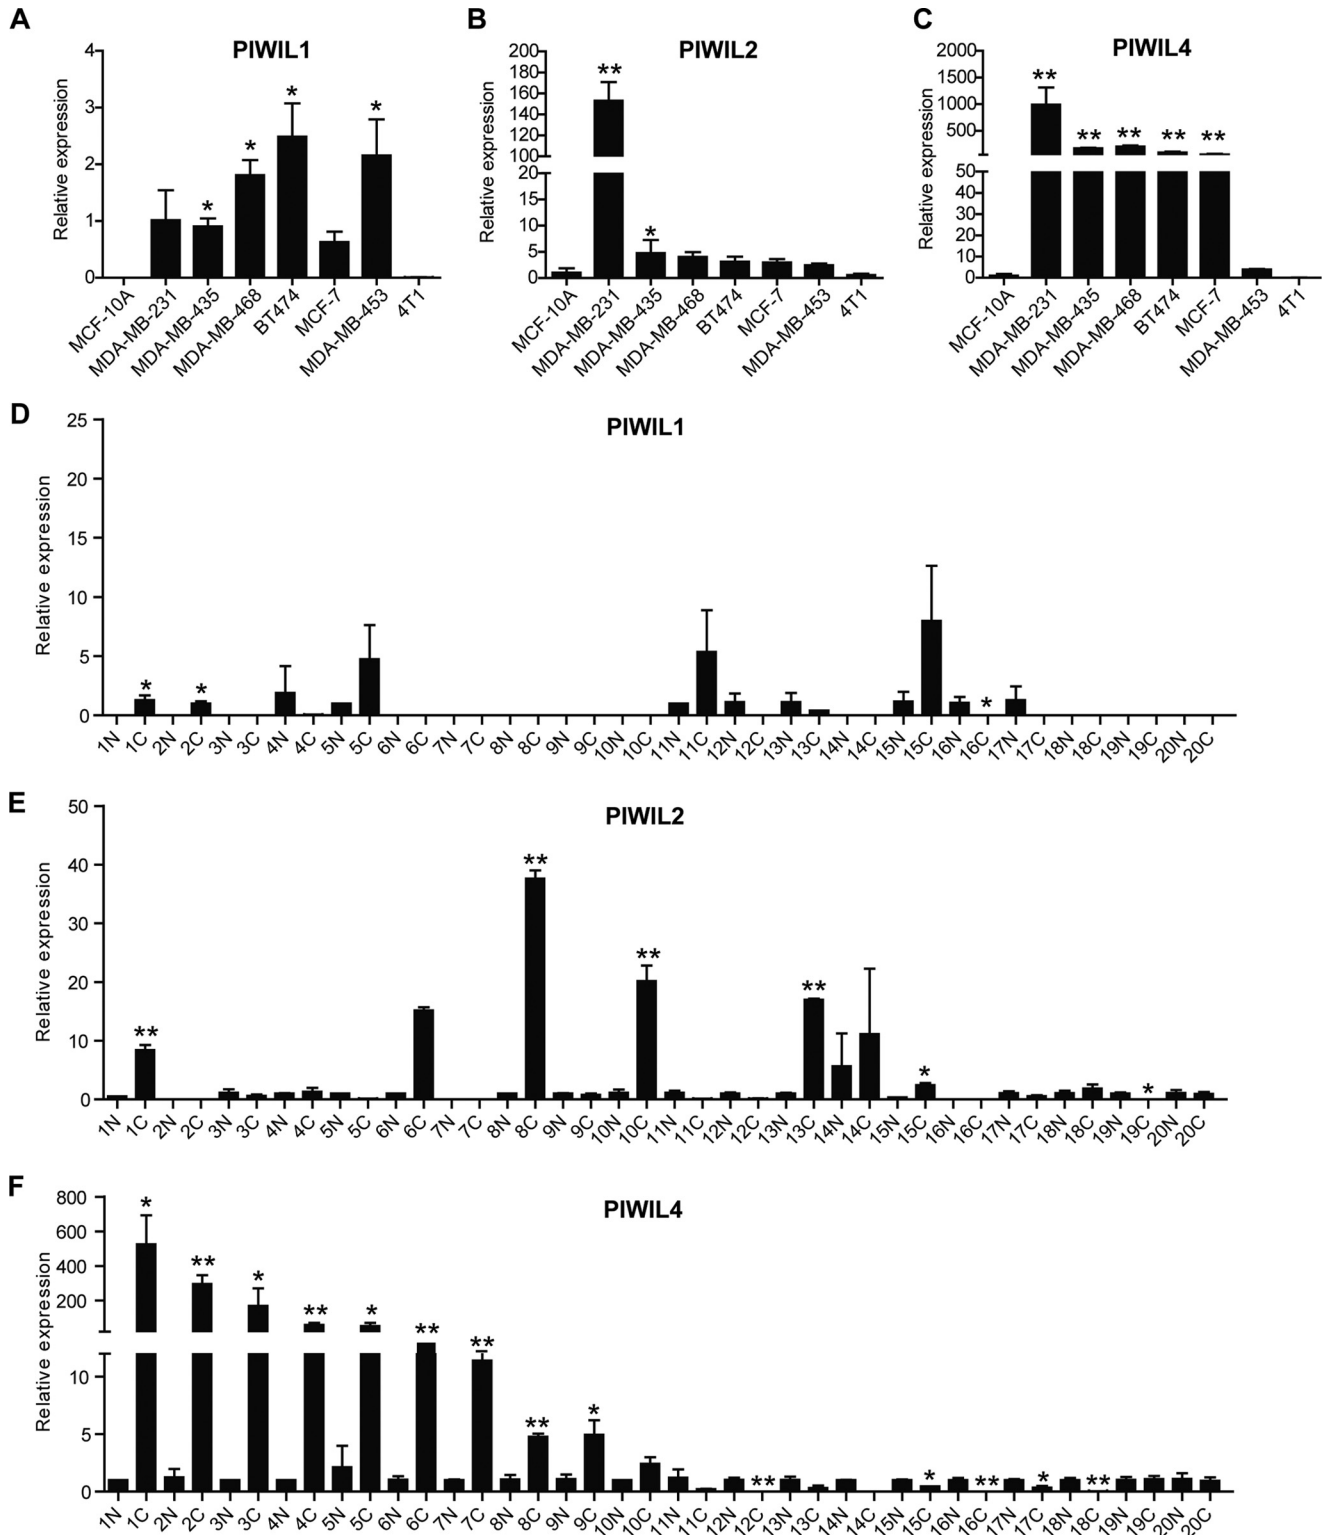 A
PIWIL1
Relative expression
4
3
2
1
0
* * * *
MCF-10A MDA-MB-231 MDA-MB-435 MDA-MB-468 BT474 MCF-7 MDA-MB-453 4T1
B
PIWIL2
Relative expression
200
180
160
140
120
100
20
15
10
5
0
** *
MCF-10A MDA-MB-231 MDA-MB-435 MDA-MB-468 BT474 MCF-7 MDA-MB-453 4T1
C
PIWIL4
Relative expression
2000
1500
1000
500
50
40
30
20
10
0
** ** ** ** **
MCF-10A MDA-MB-231 MDA-MB-435 MDA-MB-468 BT474 MCF-7 MDA-MB-453 4T1
D
PIWIL1
Relative expression
25
20
15
10
5
0
* * *
1N 1C 2N 2C 3N 3C 4N 4C 5N 5C 6N 6C 7N 7C 8N 8C 9N 9C 10N 10C 11N 11C 12N 12C 13N 13C 14N 14C 15N 15C 16N 16C 17N 17C 18N 18C 19N 19C 20N 20C
E
PIWIL2
Relative expression
50
40
30
20
10
0
** ** ** ** * *
1N 1C 2N 2C 3N 3C 4N 4C 5N 5C 6N 6C 7N 7C 8N 8C 9N 9C 10N 10C 11N 11C 12N 12C 13N 13C 14N 14C 15N 15C 16N 16C 17N 17C 18N 18C 19N 19C 20N 20C
F
PIWIL4
Relative expression
800
600
400
200
10
5
0
* ** * ** * ** ** ** * ** * ** * **
1N 1C 2N 2C 3N 3C 4N 4C 5N 5C 6N 6C 7N 7C 8N 8C 9N 9C 10N 10C 11N 11C 12N 12C 13N 13C 14N 14C 15N 15C 16N 16C 17N 17C 18N 18C 19N 19C 20N 20C